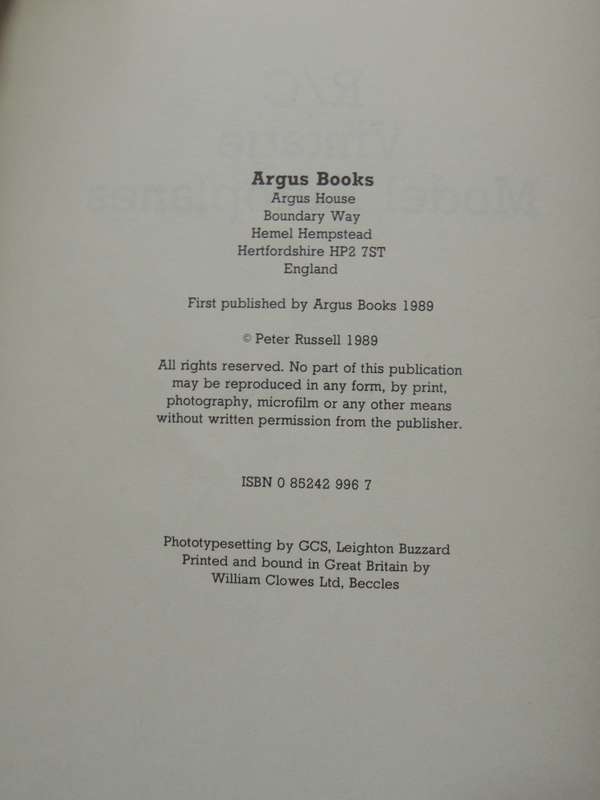 Argus Books
Argus House
Boundary Way
Hemel Hempstead
Hertfordshire HP2 7ST
England
First published by Argus Books 1989
© Peter Russell 1989
All rights reserved. No part of this publication
may be reproduced in any form, by print,
photography, microfilm or any other means
without written permission from the publisher.
ISBN 0 85242 996 7
Phototypesetting by GCS, Leighton Buzzard
Printed and bound in Great Britain by
William Clowes Ltd, Beccles